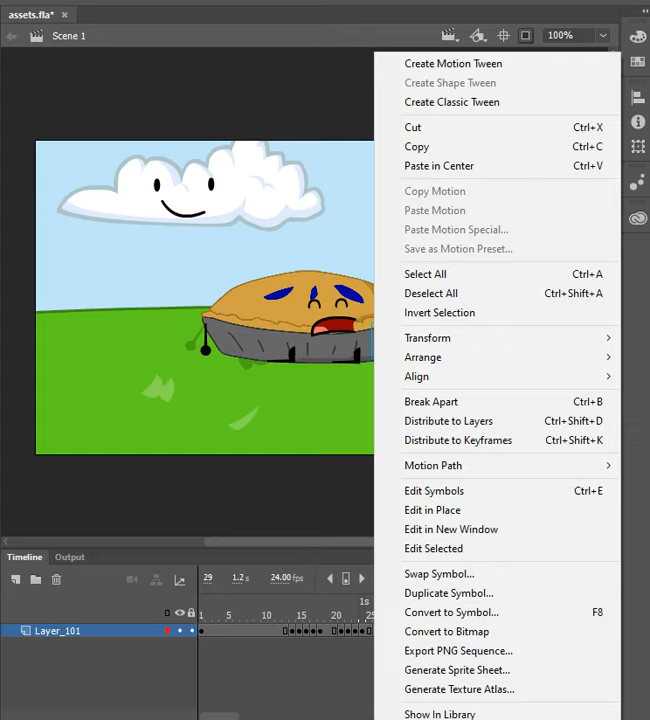 assets.fla* ×
Scene 1
100%
Create Motion Tween
Create Shape Tween
Create Classic Tween
Cut Ctrl+X
Copy Ctrl+C
Paste in Center Ctrl+V
Copy Motion
Paste Motion
Paste Motion Special...
Save as Motion Preset...
Select All Ctrl+A
Deselect All Ctrl+Shift+A
Invert Selection
Transform
Arrange
Align
Break Apart Ctrl+B
Distribute to Layers Ctrl+Shift+D
Distribute to Keyframes Ctrl+Shift+K
Motion Path
Edit Symbols Ctrl+E
Edit in Place
Edit in New Window
Edit Selected
Swap Symbol...
Duplicate Symbol...
Convert to Symbol... F8
Convert to Bitmap
Export PNG Sequence...
Generate Sprite Sheet...
Generate Texture Atlas...
Show In Library
Timeline Output
29 1.2 s 24.00 fps
1s
1 5 10 15 20 25
Layer_101